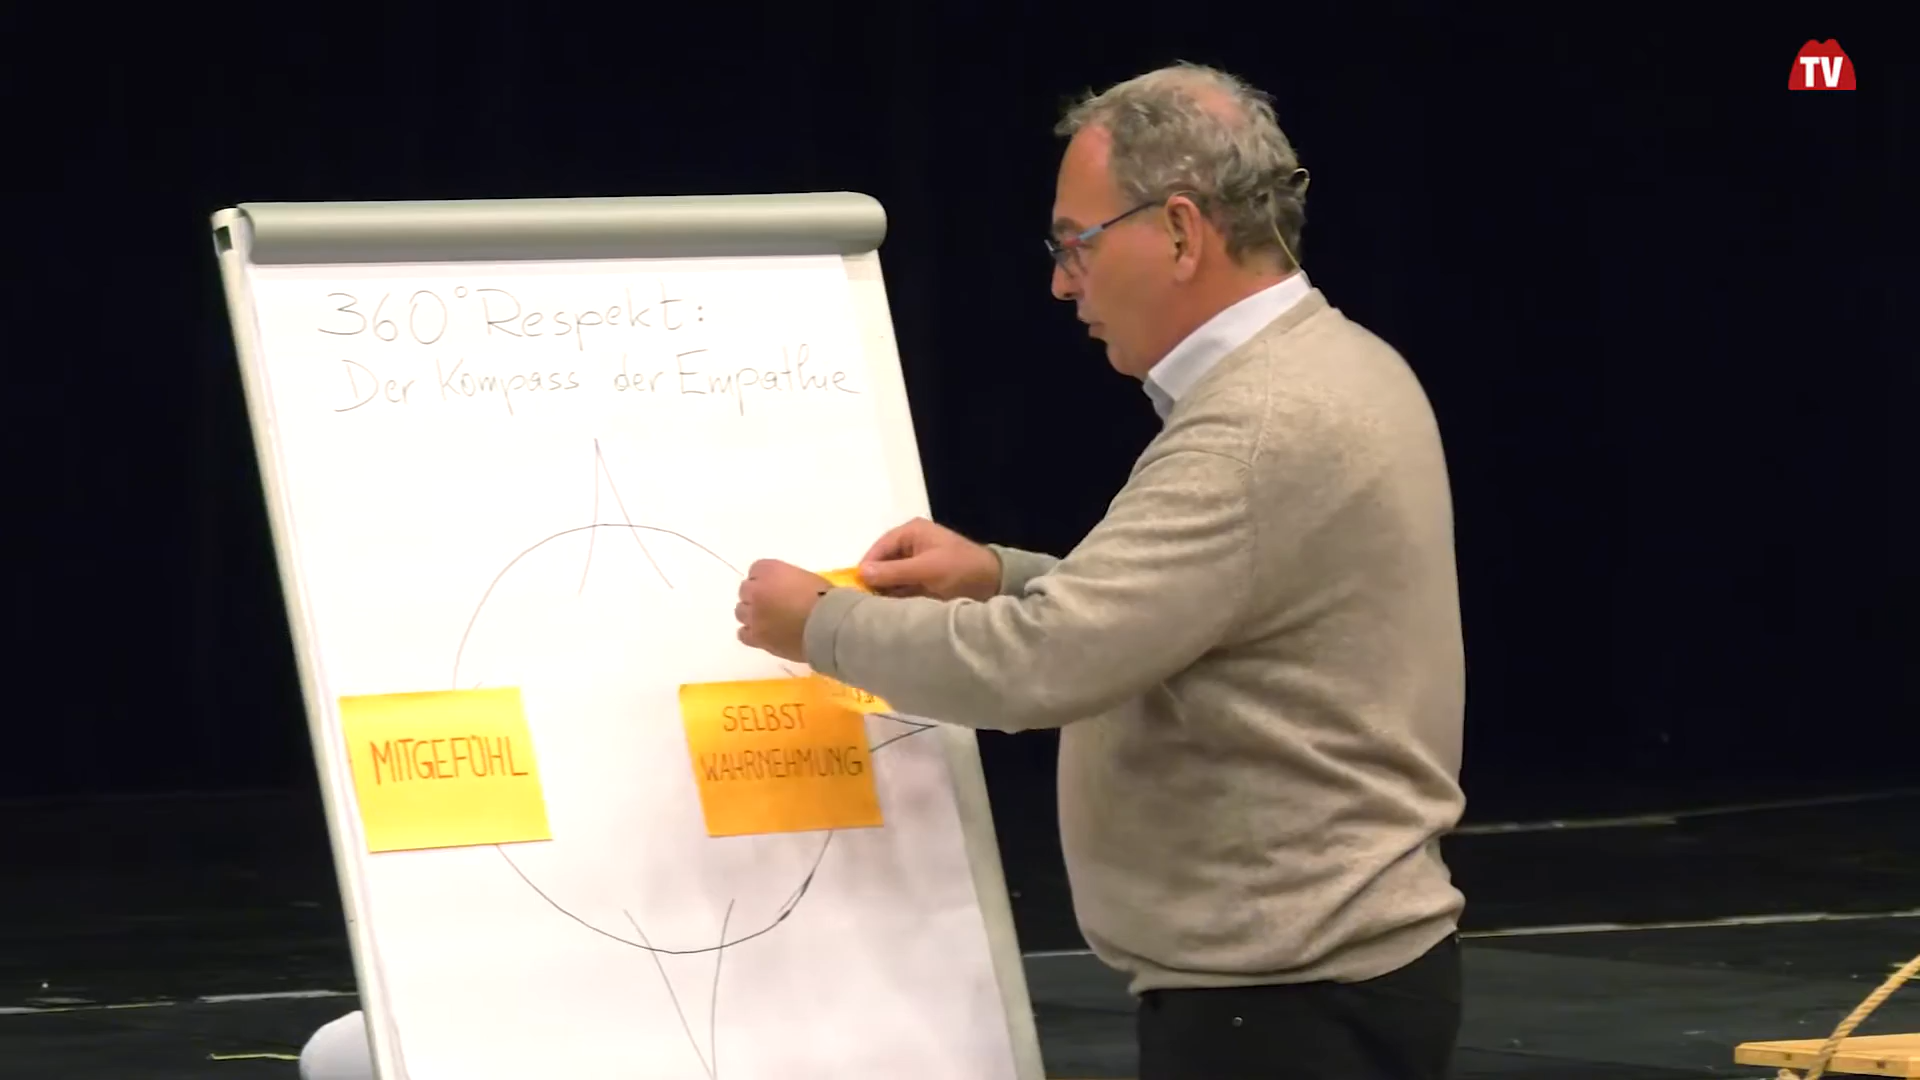 TV
360° Respekt:
Der Kompass der Empathie
MITGEFÜHL
SELBST
WAHRNEHMUNG